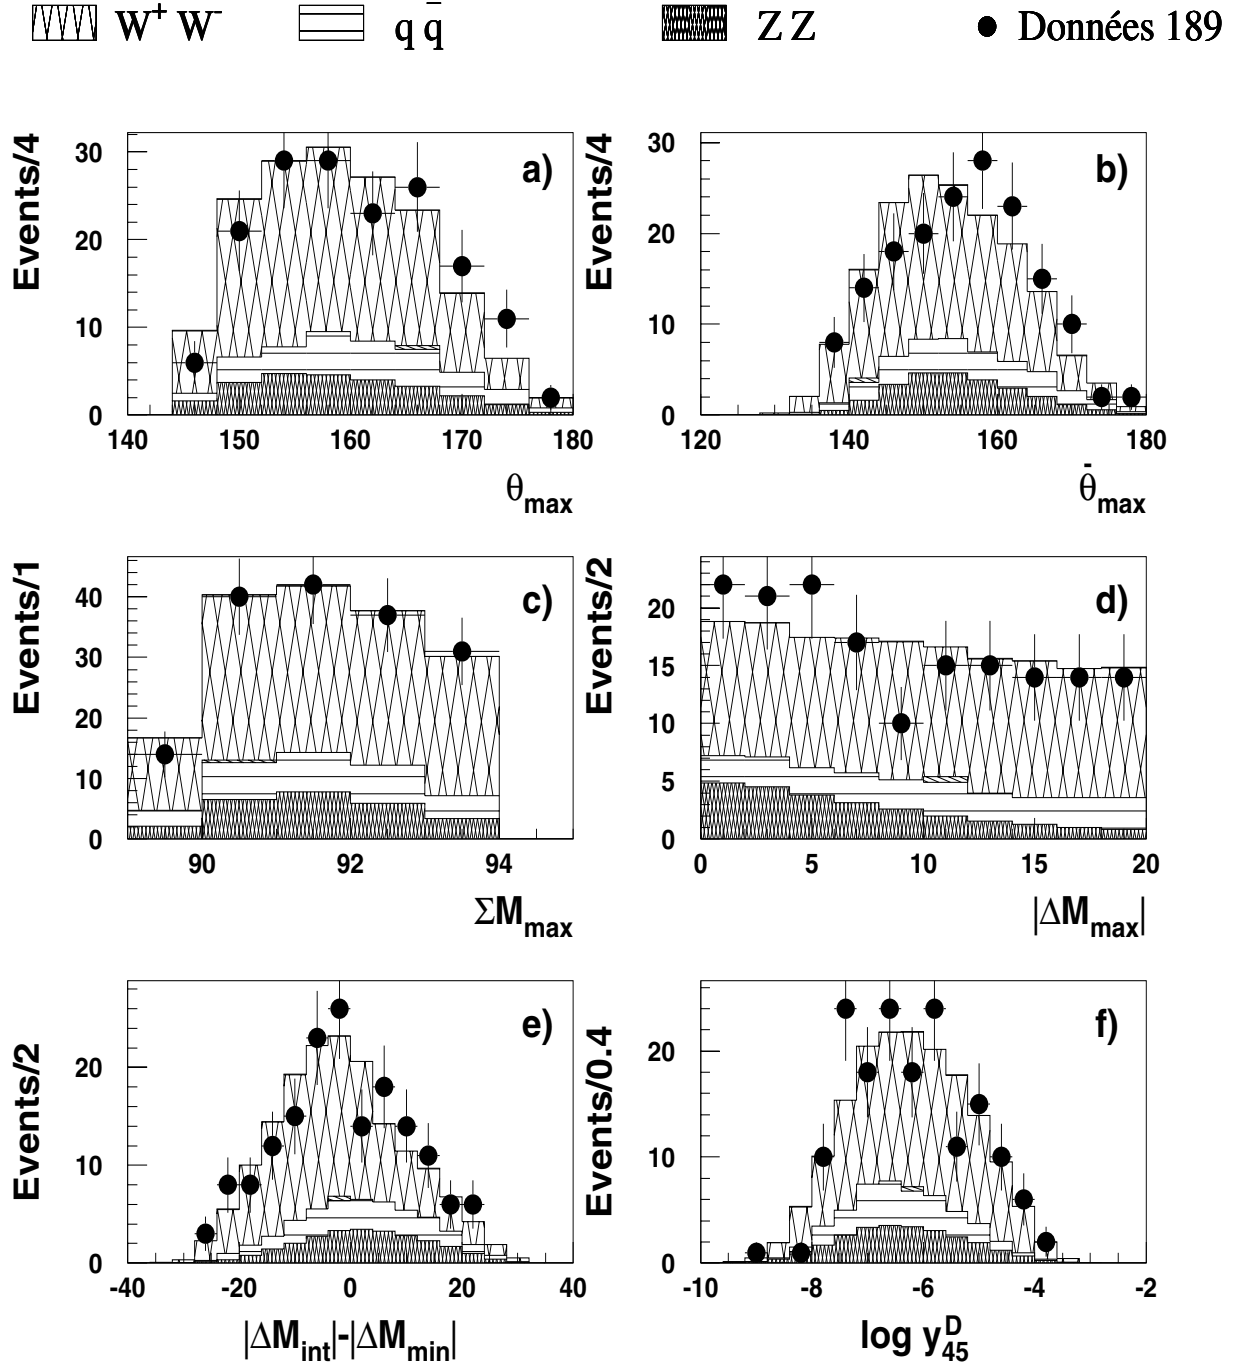 W⁺ W⁻ q q̄ Z Z Données 189
Events/4
30
20
10
0
a)
140 150 160 170 180
θmax
Events/4
30
20
10
0
b)
120 140 160 180
θ̇max
Events/1
40
30
20
10
0
c)
90 92 94
ΣMmax
Events/2
20
15
10
5
0
d)
0 5 10 15 20
|ΔMmax|
Events/2
20
10
0
e)
-40 -20 0 20 40
|ΔMint|-|ΔMmin|
Events/0.4
20
10
0
f)
-10 -8 -6 -4 -2
log y45D